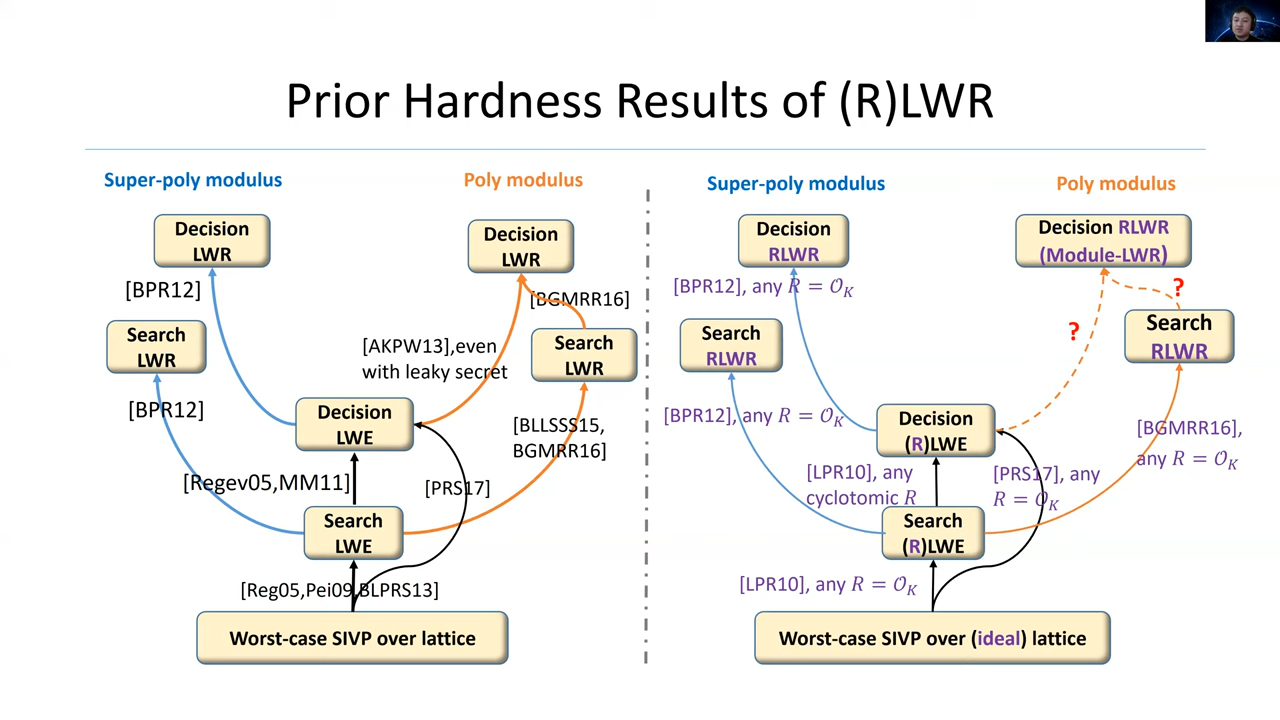 Prior Hardness Results of (R)LWR
Super-poly modulus
Poly modulus
Decision
LWR
Decision
LWR
[BPR12]
[BGMRR16]
Search
LWR
[AKPW13],even
with leaky secret
Search
LWR
[BPR12]
Decision
LWE
[BLLSSS15,
BGMRR16]
[Regev05,MM11]
[PRS17]
Search
LWE
[Reg05,Pei09,BLPRS13]
Worst-case SIVP over lattice
Super-poly modulus
Poly modulus
Decision
RLWR
Decision RLWR
(Module-LWR)
[BPR12], any R = 𝒪_K
?
Search
RLWR
?
Search
RLWR
[BPR12], any R = 𝒪_K
Decision
(R)LWE
[BGMRR16],
any R = 𝒪_K
[LPR10], any
cyclotomic R
[PRS17], any
R = 𝒪_K
Search
(R)LWE
[LPR10], any R = 𝒪_K
Worst-case SIVP over (ideal) lattice